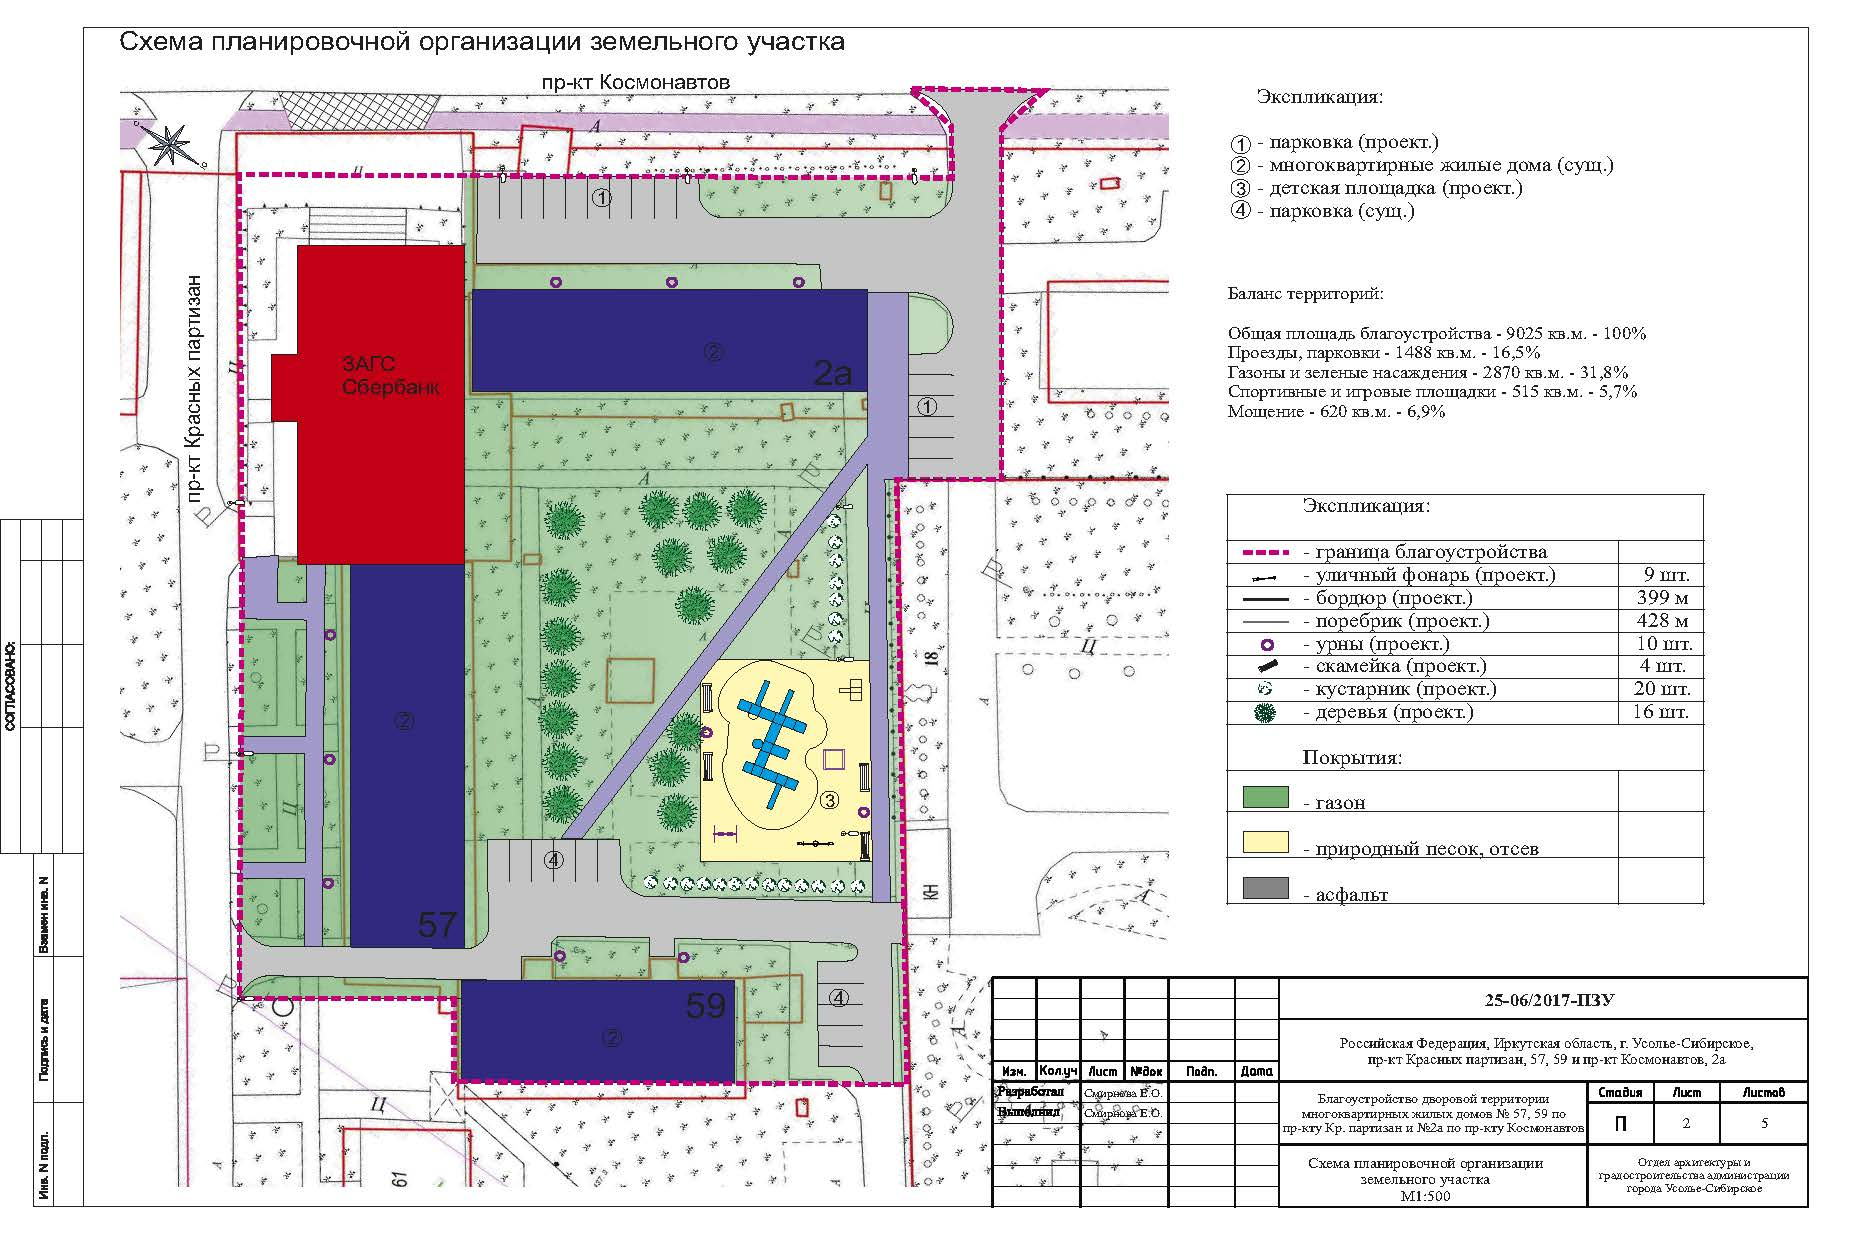 Схема планировочной организации земельного участка
пр-кт Космонавтов
пр-кт Красных партизан
ЗАГС
Сбербанк
2а
57
59
1
1
2
2
2
3
4
4
А
А
А
А
Ц
Ц
Ц
18
КН
61
Экспликация:
1 - парковка (проект.)
2 - многоквартирные жилые дома (сущ.)
3 - детская площадка (проект.)
4 - парковка (сущ.)
Баланс территорий:
Общая площадь благоустройства - 9025 кв.м. - 100%
Проезды, парковки - 1488 кв.м. - 16,5%
Газоны и зеленые насаждения - 2870 кв.м. - 31,8%
Спортивные и игровые площадки - 515 кв.м. - 5,7%
Мощение - 620 кв.м. - 6,9%
Экспликация:
- граница благоустройства
- уличный фонарь (проект.) 9 шт.
- бордюр (проект.) 399 м
- поребрик (проект.) 428 м
- урны (проект.) 10 шт.
- скамейка (проект.) 4 шт.
- кустарник (проект.) 20 шт.
- деревья (проект.) 16 шт.
Покрытия:
- газон
- природный песок, отсев
- асфальт
СОГЛАСОВАНО:
Взамен инв. N
Подпись и дата
Инв. N подл.
25-06/2017-ПЗУ
Российская Федерация, Иркутская область, г. Усолье-Сибирское,
пр-кт Красных партизан, 57, 59 и пр-кт Космонавтов, 2а
Изм. Кол.уч Лист №док Подп. Дата
Разработал Смирнова Е.О.
Выполнил Смирнова Е.О.
Благоустройство дворовой территории
многоквартирных жилых домов № 57, 59 по
пр-кту Кр. партизан и №2а по пр-кту Космонавтов
Стадия Лист Листов
П 2 5
Схема планировочной организации
земельного участка
М1:500
Отдел архитектуры и
градостроительства администрации
города Усолье-Сибирское